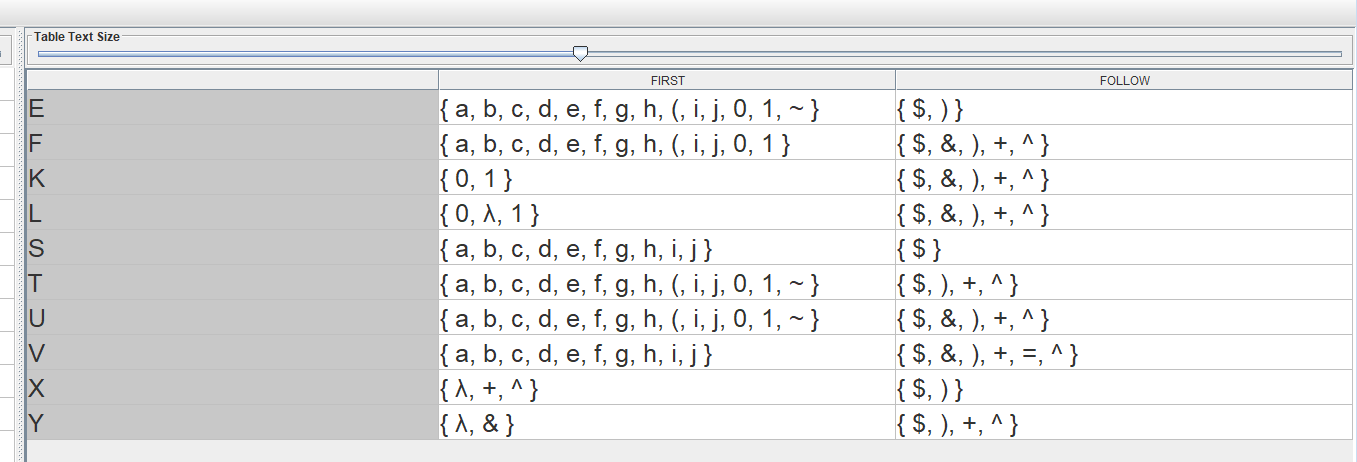 Table Text Size
FIRST FOLLOW
E { a, b, c, d, e, f, g, h, (, i, j, 0, 1, ~ } { $, ) }
F { a, b, c, d, e, f, g, h, (, i, j, 0, 1 } { $, &, ), +, ^ }
K { 0, 1 } { $, &, ), +, ^ }
L { 0, λ, 1 } { $, &, ), +, ^ }
S { a, b, c, d, e, f, g, h, i, j } { $ }
T { a, b, c, d, e, f, g, h, (, i, j, 0, 1, ~ } { $, ), +, ^ }
U { a, b, c, d, e, f, g, h, (, i, j, 0, 1, ~ } { $, &, ), +, ^ }
V { a, b, c, d, e, f, g, h, i, j } { $, &, ), +, =, ^ }
X { λ, +, ^ } { $, ) }
Y { λ, & } { $, ), +, ^ }